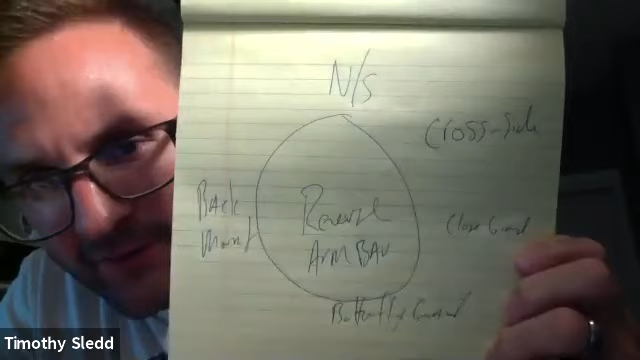 N/S
Cross-Side
Back
Mount
Reverse
Arm BAr
Close Guard
Butterfly Guard
Timothy Sledd